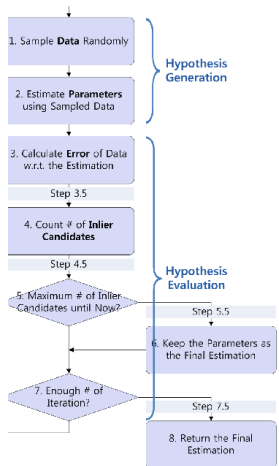 1. Sample Data Randomly
Hypothesis
Generation
2. Estimate Parameters
using Sampled Data
3. Calculate Error of Data
w.r.t. the Estimation
Step 3.5
4. Count # of Inlier
Candidates
Step 4.5
Hypothesis
Evaluation
5. Maximum # of Inlier
Candidates until Now?
Step 5.5
6. Keep the Parameters as
the Final Estimation
7. Enough # of
Iteration?
Step 7.5
8. Return the Final
Estimation